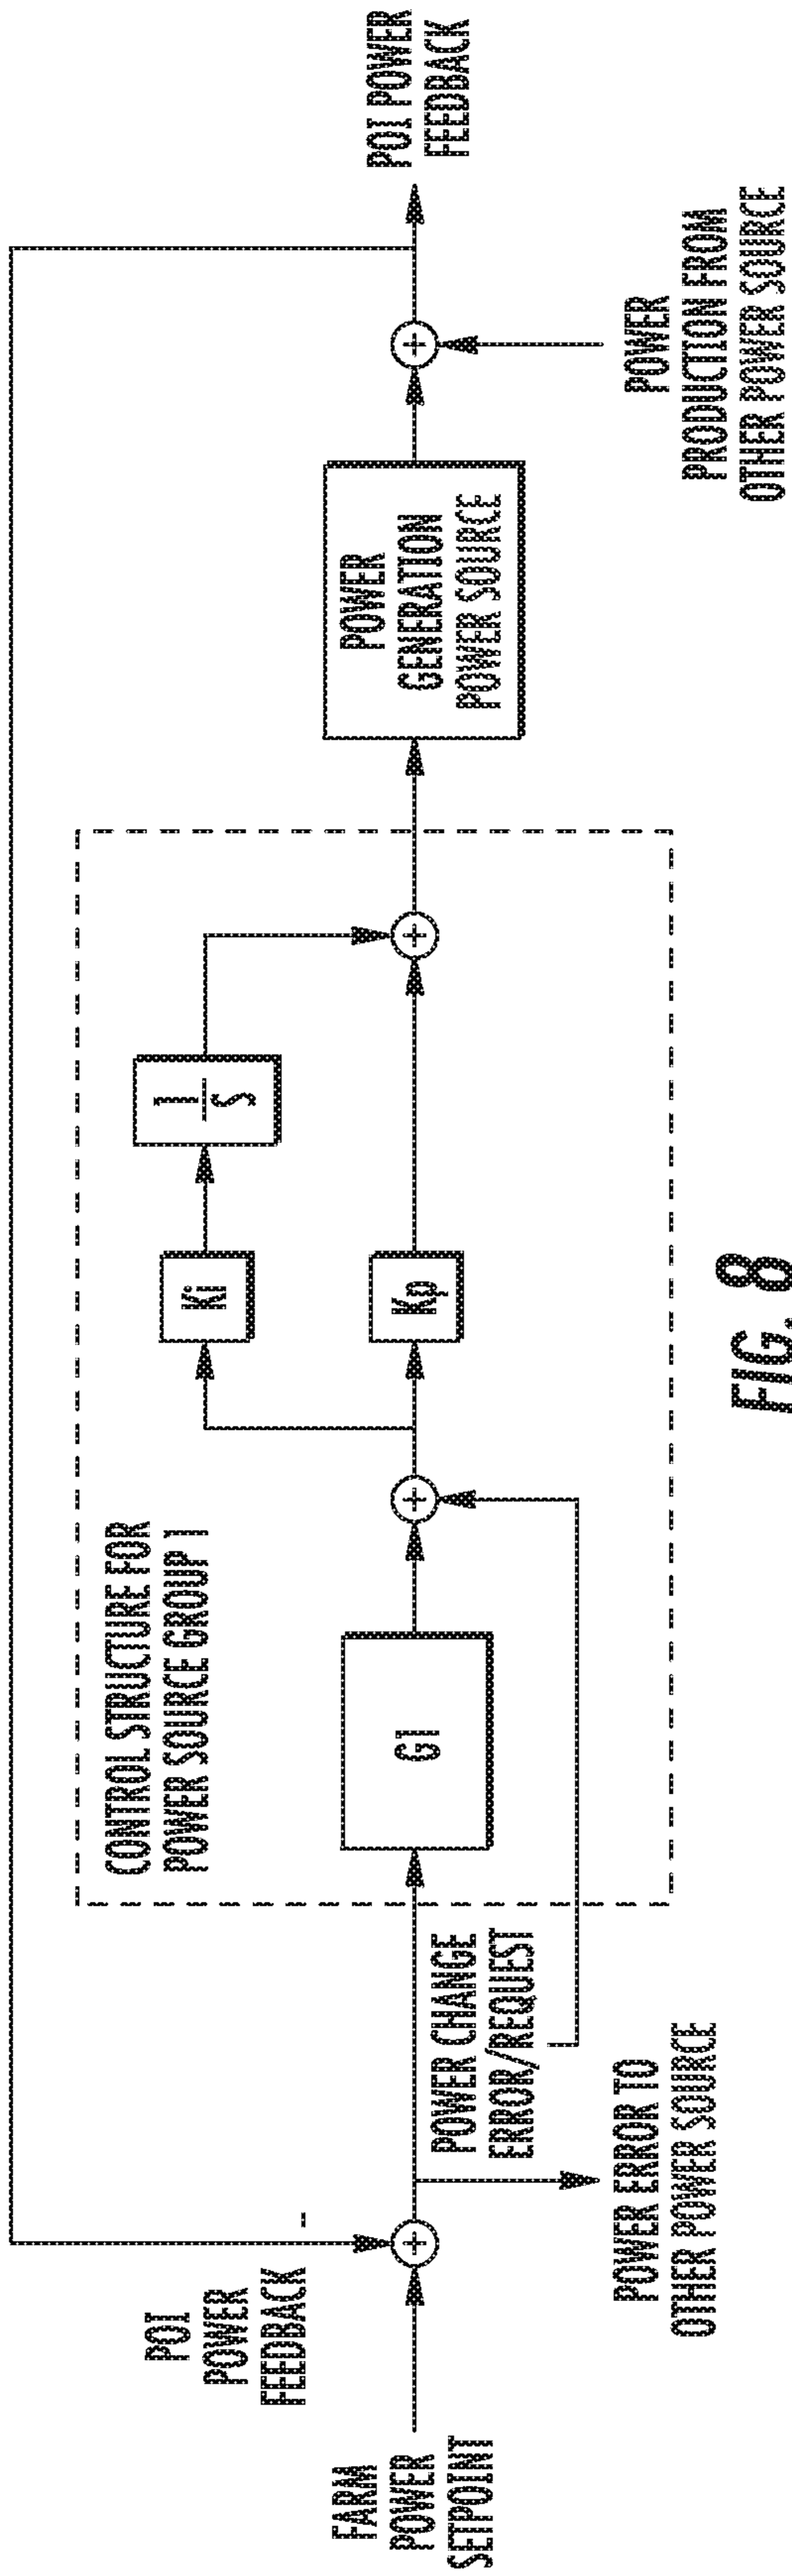 FARM
POWER
SETPOINT
POI
POWER
FEEDBACK
–
+
POWER ERROR TO
OTHER POWER SOURCE
POWER CHANGE
ERROR/REQUEST
CONTROL STRUCTURE FOR
POWER SOURCE GROUP 1
G1
+
Ki
Kp
1
S
+
POWER
GENERATION
POWER SOURCE
+
POWER
PRODUCTION FROM
OTHER POWER SOURCE
POI POWER
FEEDBACK
FIG. 8